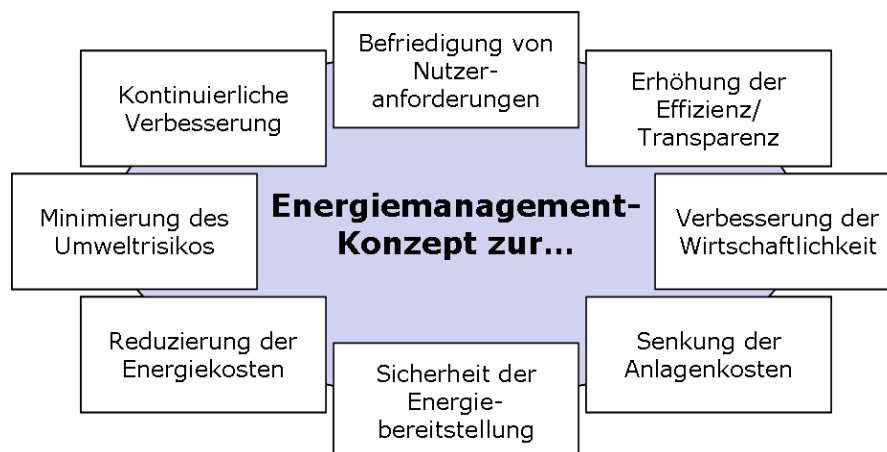 Befriedigung von
Nutzer-
anforderungen
Kontinuierliche
Verbesserung
Erhöhung der
Effizienz/
Transparenz
Minimierung des
Umweltrisikos
Energiemanagement-
Konzept zur...
Verbesserung der
Wirtschaftlichkeit
Reduzierung der
Energiekosten
Sicherheit der
Energie-
bereitstellung
Senkung der
Anlagenkosten